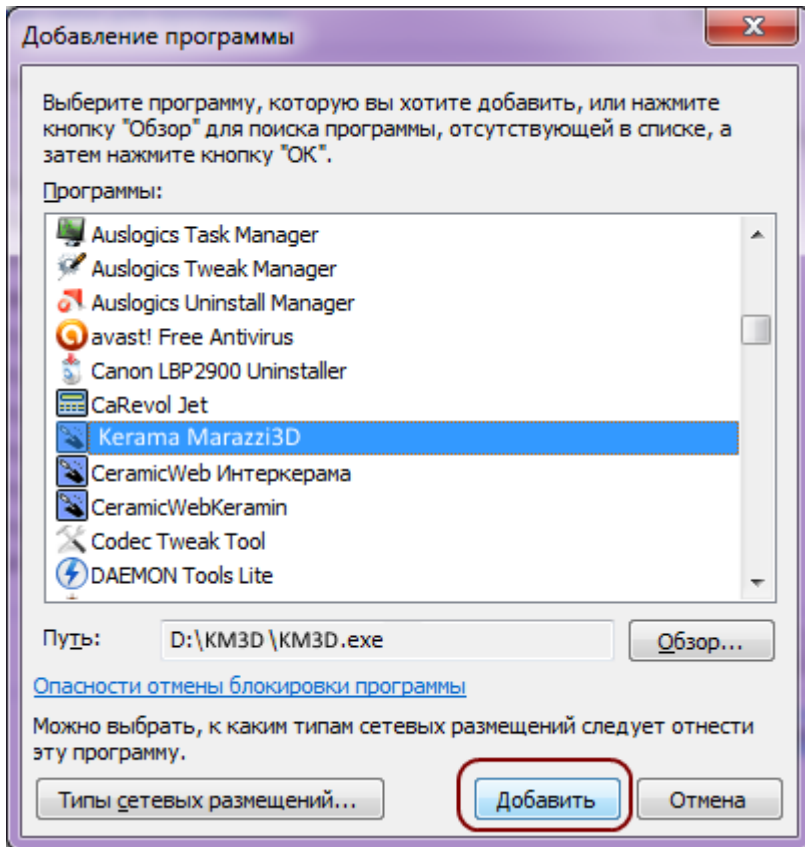 Добавление программы
Выберите программу, которую вы хотите добавить, или нажмите
кнопку "Обзор" для поиска программы, отсутствующей в списке, а
затем нажмите кнопку "ОК".
Программы:
Auslogics Task Manager
Auslogics Tweak Manager
Auslogics Uninstall Manager
avast! Free Antivirus
Canon LBP2900 Uninstaller
CaRevol Jet
Kerama Marazzi3D
CeramicWeb Интеркерама
CeramicWebKeramin
Codec Tweak Tool
DAEMON Tools Lite
Путь: D:\KM3D \KM3D.exe Обзор...
Опасности отмены блокировки программы
Можно выбрать, к каким типам сетевых размещений следует отнести
эту программу.
Типы сетевых размещений... Добавить Отмена